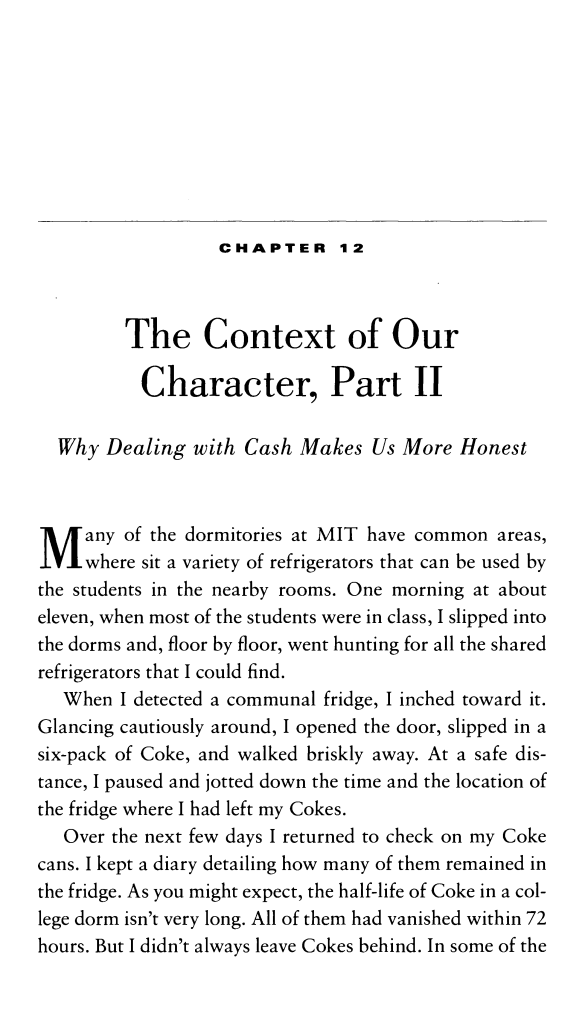 CHAPTER 12
The Context of Our
Character, Part II
Why Dealing with Cash Makes Us More Honest
Many of the dormitories at MIT have common areas,
where sit a variety of refrigerators that can be used by
the students in the nearby rooms. One morning at about
eleven, when most of the students were in class, I slipped into
the dorms and, floor by floor, went hunting for all the shared
refrigerators that I could find.
When I detected a communal fridge, I inched toward it.
Glancing cautiously around, I opened the door, slipped in a
six-pack of Coke, and walked briskly away. At a safe dis-
tance, I paused and jotted down the time and the location of
the fridge where I had left my Cokes.
Over the next few days I returned to check on my Coke
cans. I kept a diary detailing how many of them remained in
the fridge. As you might expect, the half-life of Coke in a col-
lege dorm isn't very long. All of them had vanished within 72
hours. But I didn't always leave Cokes behind. In some of the